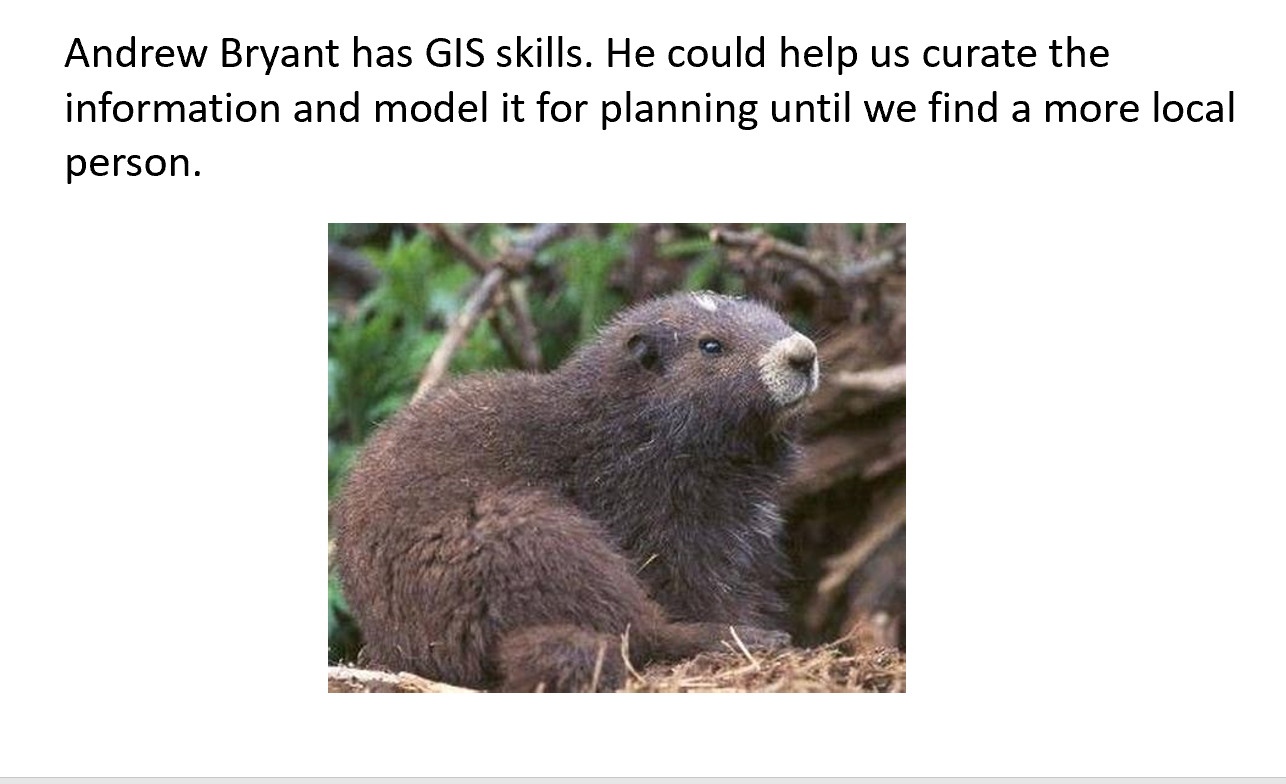 Andrew Bryant has GIS skills. He could help us curate the
information and model it for planning until we find a more local
person.